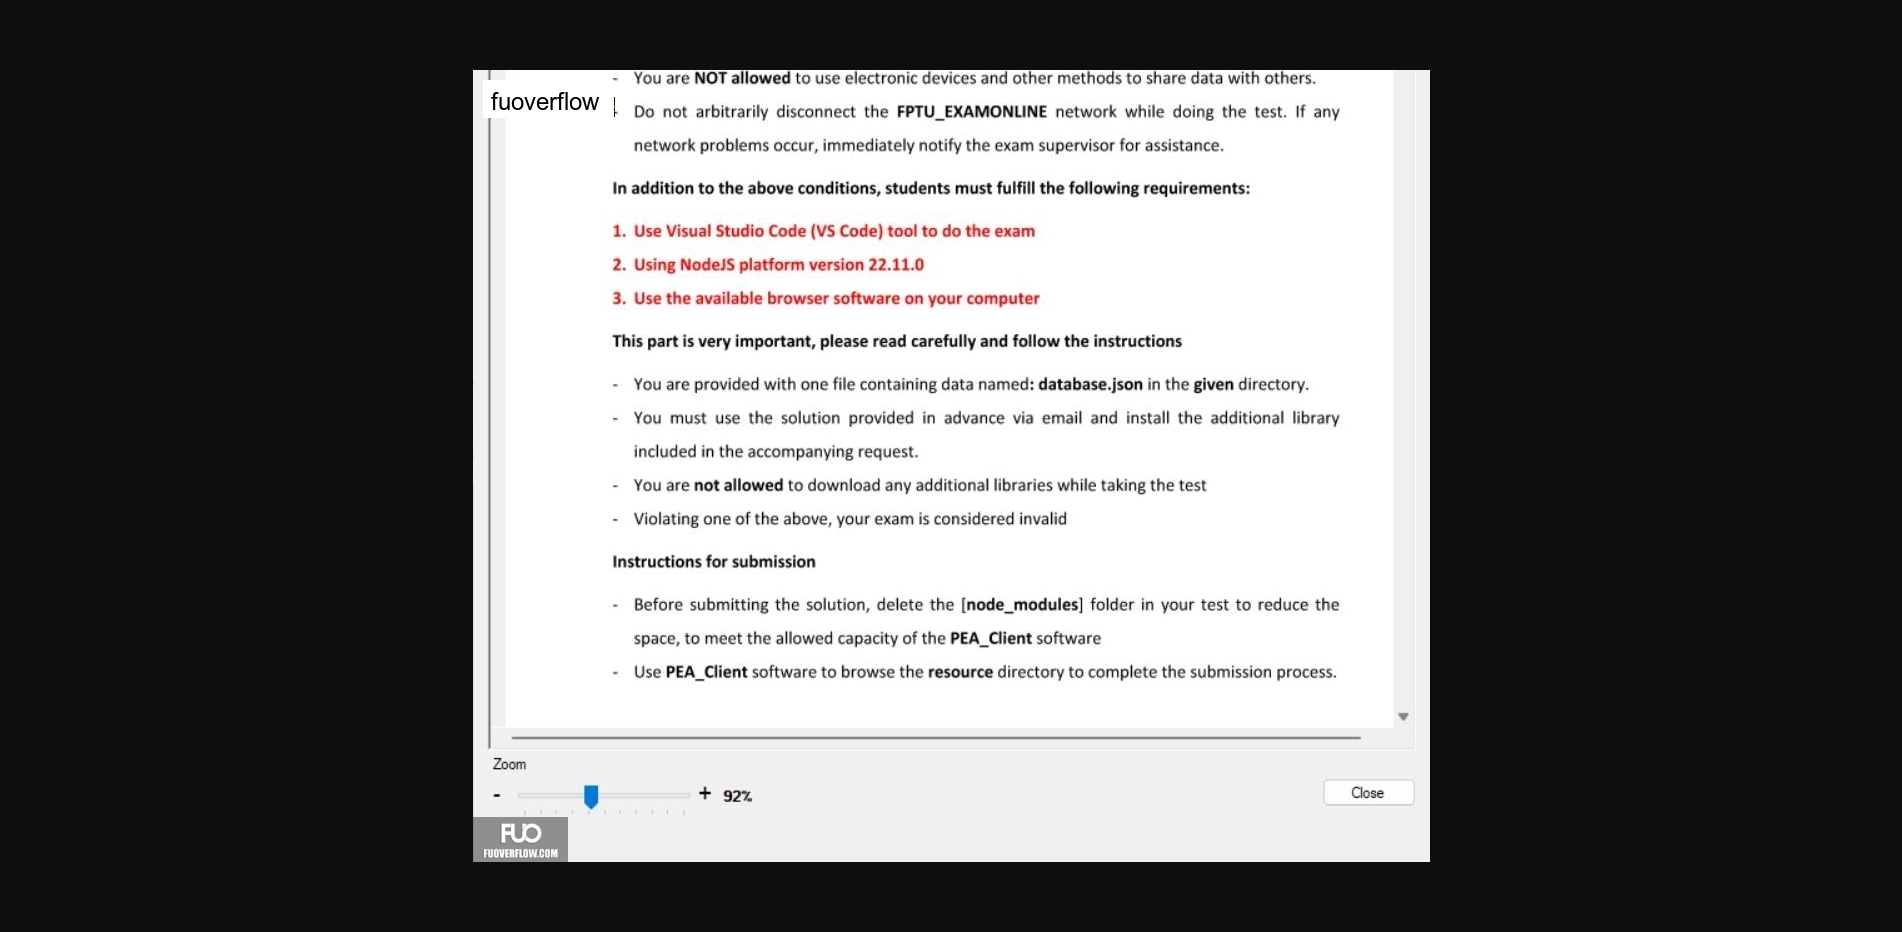 - You are NOT allowed to use electronic devices and other methods to share data with others.
fuoverflow
Do not arbitrarily disconnect the FPTU_EXAMONLINE network while doing the test. If any
network problems occur, immediately notify the exam supervisor for assistance.
In addition to the above conditions, students must fulfill the following requirements:
1. Use Visual Studio Code (VS Code) tool to do the exam
2. Using NodeJS platform version 22.11.0
3. Use the available browser software on your computer
This part is very important, please read carefully and follow the instructions
- You are provided with one file containing data named: database.json in the given directory.
- You must use the solution provided in advance via email and install the additional library
included in the accompanying request.
- You are not allowed to download any additional libraries while taking the test
- Violating one of the above, your exam is considered invalid
Instructions for submission
- Before submitting the solution, delete the [node_modules] folder in your test to reduce the
space, to meet the allowed capacity of the PEA_Client software
- Use PEA_Client software to browse the resource directory to complete the submission process.
Zoom
- + 92%
Close
FUO
FUOVERFLOW.COM